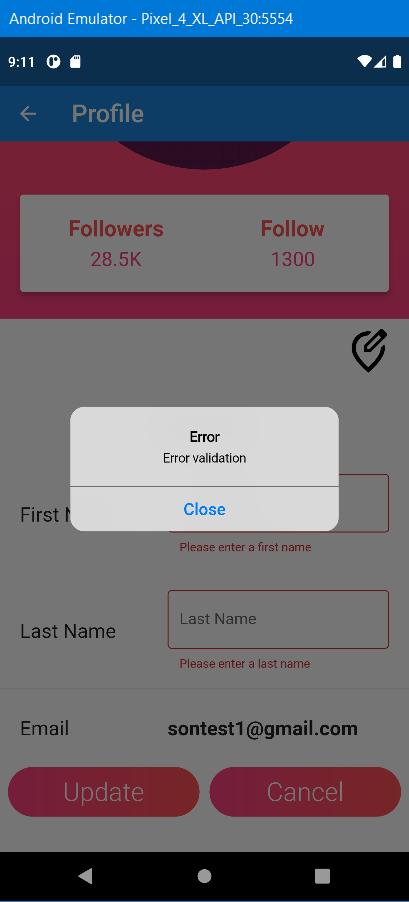 Android Emulator - Pixel_4_XL_API_30:5554
9:11
Profile
Followers
Follow
28.5K
1300
Error
Error validation
Close
First N
Please enter a first name
Last Name
Last Name
Please enter a last name
Email
sontest1@gmail.com
Update
Cancel